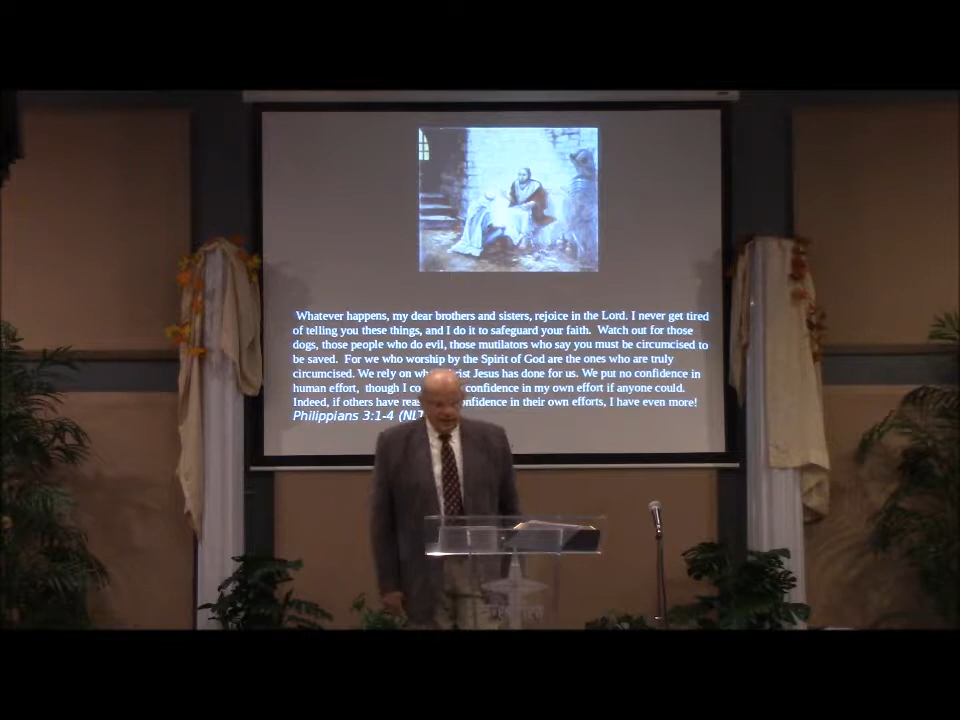 Whatever happens, my dear brothers and sisters, rejoice in the Lord. I never get tired
of telling you these things, and I do it to safeguard your faith. Watch out for those
dogs, those people who do evil, those mutilators who say you must be circumcised to
be saved. For we who worship by the Spirit of God are the ones who are truly
circumcised. We rely on what Christ Jesus has done for us. We put no confidence in
human effort, though I co confidence in my own effort if anyone could.
Indeed, if others have reas onfidence in their own efforts, I have even more!
Philippians 3:1-4 (NLT